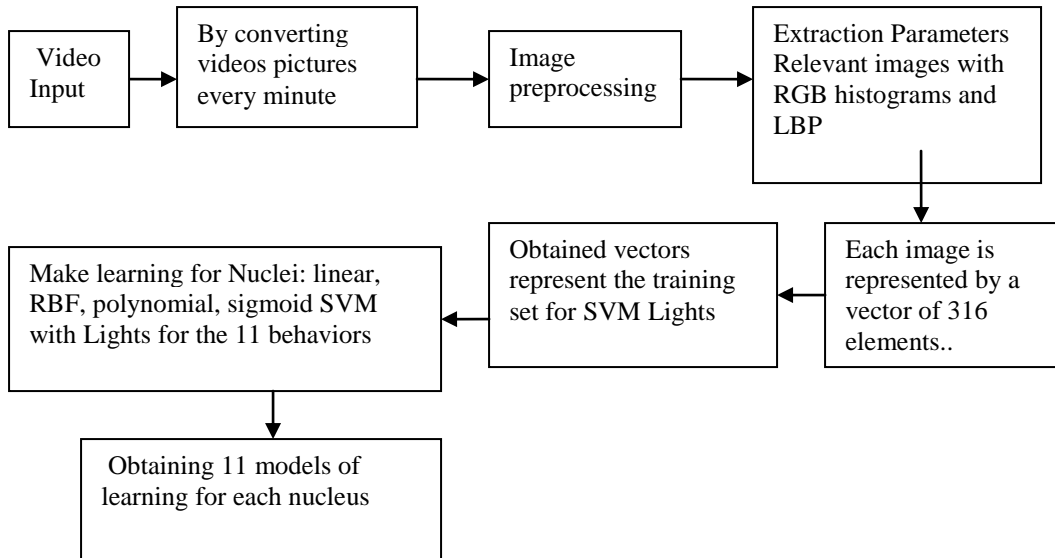 Video
Input
By converting
videos pictures
every minute
Image
preprocessing
Extraction Parameters
Relevant images with
RGB histograms and
LBP
Each image is
represented by a
vector of 316
elements..
Obtained vectors
represent the training
set for SVM Lights
Make learning for Nuclei: linear,
RBF, polynomial, sigmoid SVM
with Lights for the 11 behaviors
Obtaining 11 models of
learning for each nucleus